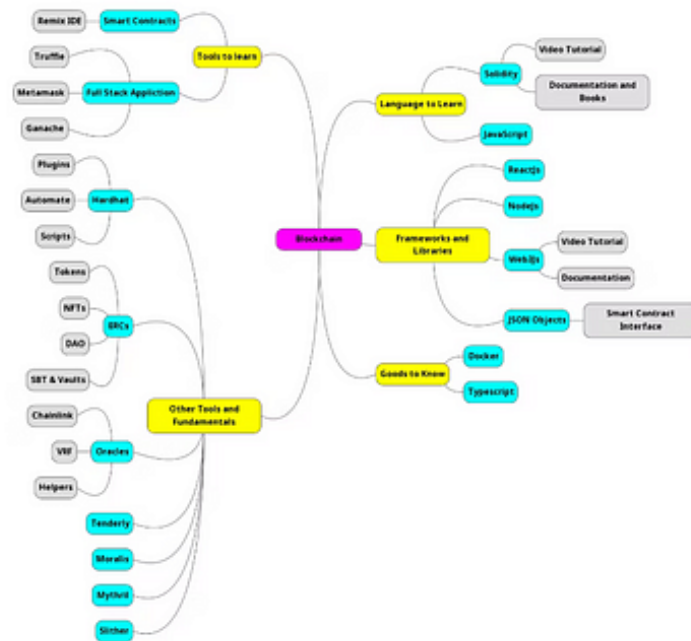 Remix IDE
Smart Contracts
Truffle
Tools to learn
Metamask
Full Stack Appliction
Ganache
Plugins
Automate
Hardhat
Scripts
Tokens
NFTs
ERCs
DAO
SBT & Vaults
Other Tools and
Fundamentals
Chainlink
VRF
Oracles
Helpers
Tenderly
Moralis
Mythril
Slither
Blockchain
Video Tutorial
Solidity
Documentation and
Books
Language to Learn
JavaScript
ReactJs
NodeJs
Frameworks and
Libraries
Video Tutorial
Web3Js
Documentation
JSON Objects
Smart Contract
Interface
Docker
Goods to Know
Typescript